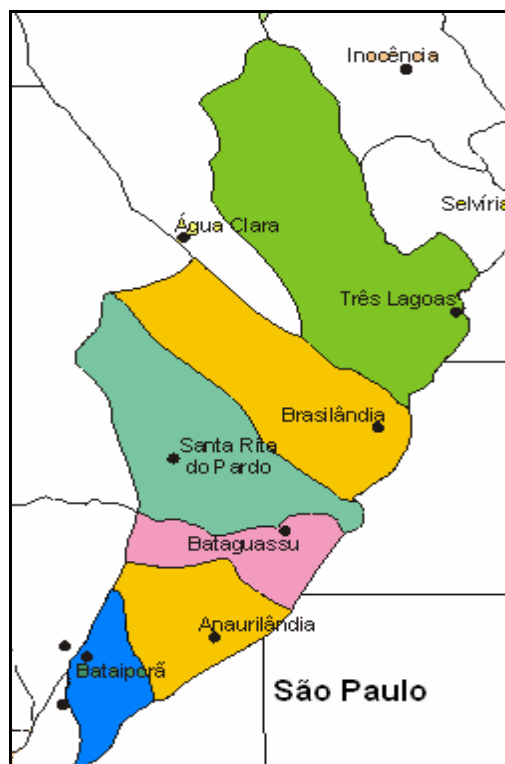 Inocência
Selvíria
Água Clara
Três Lagoas
Brasilândia
Santa Rita
do Pardo
Bataguassu
Anaurilândia
Bataiporã
São Paulo